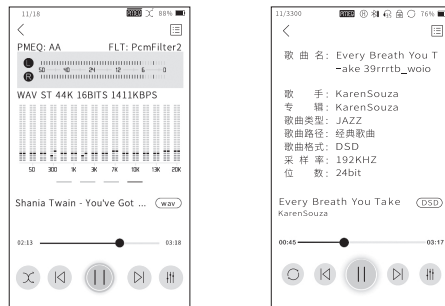 11/18
PMEQ
88%
PMEQ: AA
FLT: PcmFilter2
L
R
50 40 24 12 6 0
WAV ST 44K 16BITS 1411KBPS
50 300 1K 3K 7K 10K 13K 20K
Shania Twain - You've Got ...
wav
02:13
03:18
11/3300
PMEQ
76%
歌 曲 名: Every Breath You T
-ake 39rrrtb_woio
歌 手: KarenSouza
专 辑: KarenSouza
歌曲类型: JAZZ
歌曲路径: 经典歌曲
歌曲格式: DSD
采 样 率: 192KHZ
位 数: 24bit
Every Breath You Take
DSD
KarenSouza
00:45
03:17